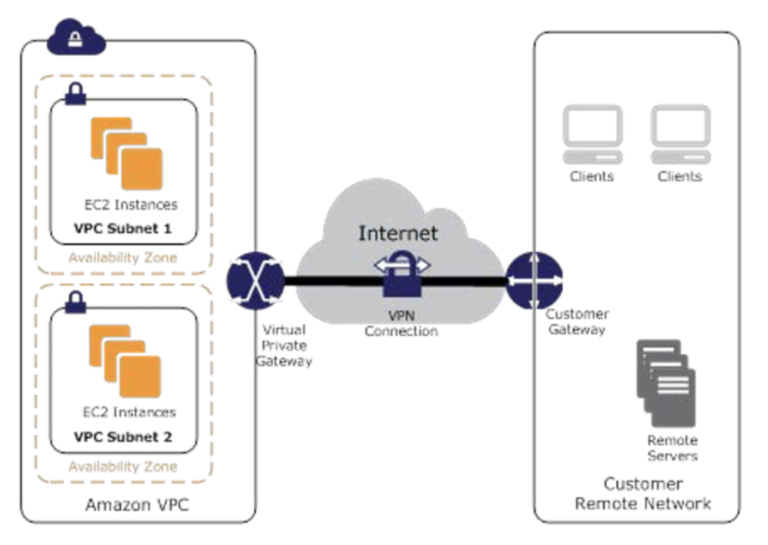 EC2 Instances
VPC Subnet 1
Availability Zone
EC2 Instances
VPC Subnet 2
Availability Zone
Amazon VPC
Virtual
Private
Gateway
Internet
VPN
Connection
Customer
Gateway
Clients
Clients
Remote
Servers
Customer
Remote Network